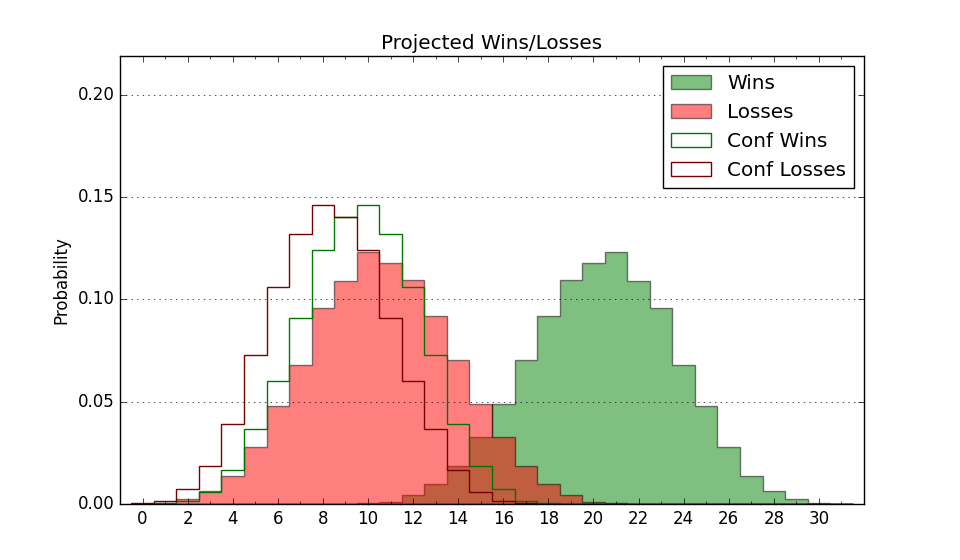 Projected Wins/Losses
Wins
Losses
Conf Wins
Conf Losses
Probability
0.20
0.15
0.10
0.05
0.00
0 2 4 6 8 10 12 14 16 18 20 22 24 26 28 30